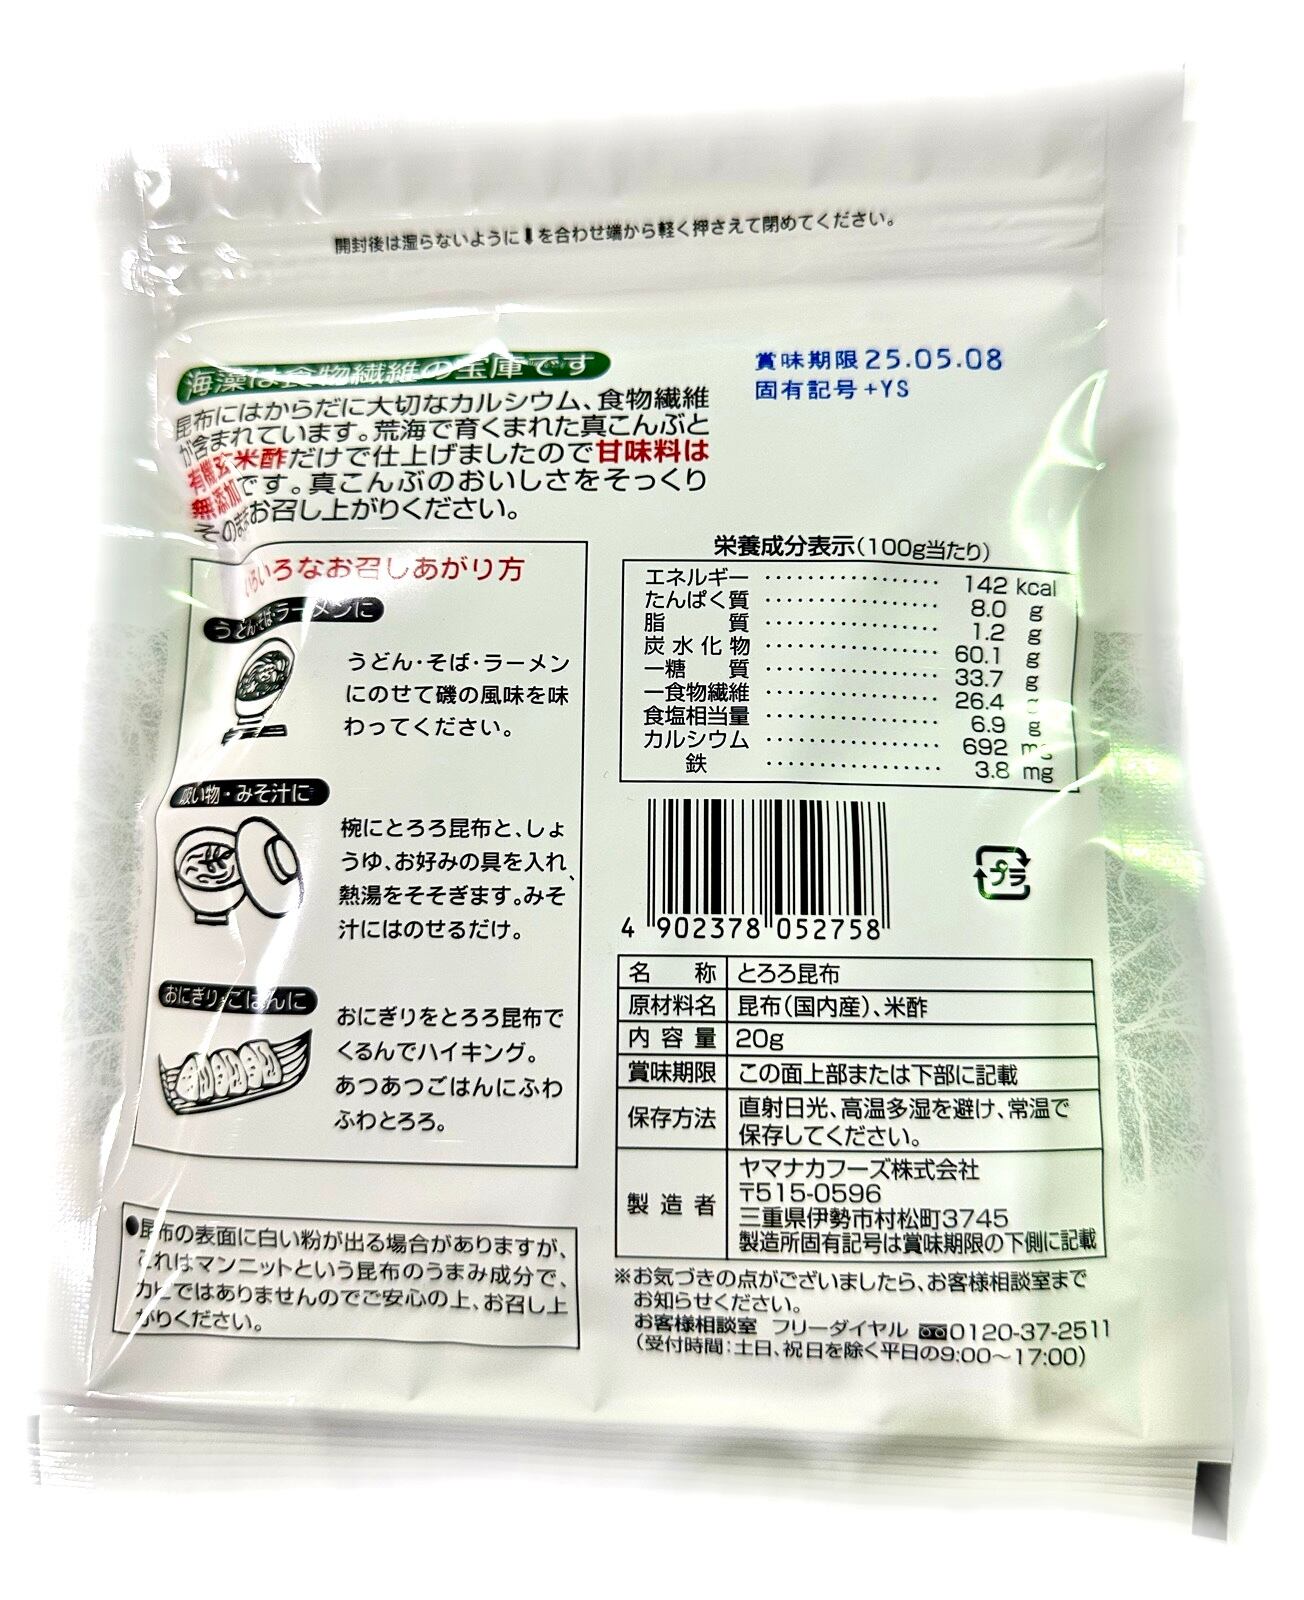 開封後は湿らないように⬇を合わせ端から軽く押さえて閉めてください。
賞味期限25.05.08
固有記号+YS
海藻は食物繊維の宝庫です
昆布にはからだに大切なカルシウム、食物繊維
が含まれています。荒海で育くまれた真こんぶと
有機玄米酢だけで仕上げましたので甘味料は
無添加です。真こんぶのおいしさをそっくり
そのままお召し上がりください。
いろいろなお召しあがり方
うどん・そば・ラーメンに
うどん・そば・ラーメン
にのせて磯の風味を味
わってください。
吸い物・みそ汁に
椀にとろろ昆布と、しょ
うゆ、お好みの具を入れ、
熱湯をそそぎます。みそ
汁にはのせるだけ。
おにぎり・ごはんに
おにぎりをとろろ昆布で
くるんでハイキング。
あつあつごはんにふわ
ふわとろろ。
●昆布の表面に白い粉が出る場合がありますが、
これはマンニットという昆布のうまみ成分で、
カビではありませんのでご安心の上、お召し上
がりください。
栄養成分表示(100g当たり)
エネルギー ・・・・・・・・・・・・・・・・・ 142 kcal
たんぱく質 ・・・・・・・・・・・・・・・・・ 8.0 g
脂質 ・・・・・・・・・・・・・・・・・ 1.2 g
炭水化物 ・・・・・・・・・・・・・・・・・ 60.1 g
―糖質 ・・・・・・・・・・・・・・・・・ 33.7 g
―食物繊維 ・・・・・・・・・・・・・・・・・ 26.4 g
食塩相当量 ・・・・・・・・・・・・・・・・・ 6.9 g
カルシウム ・・・・・・・・・・・・・・・・・ 692 mg
鉄 ・・・・・・・・・・・・・・・・・ 3.8 mg
4 902378 052758
プラ
名称 とろろ昆布
原材料名 昆布(国内産)、米酢
内容量 20g
賞味期限 この面上部または下部に記載
保存方法 直射日光、高温多湿を避け、常温で
保存してください。
製造者 ヤマナカフーズ株式会社
〒515-0596
三重県伊勢市村松町3745
製造所固有記号は賞味期限の下側に記載
※お気づきの点がございましたら、お客様相談室まで
お知らせください。
お客様相談室 フリーダイヤル 0120-37-2511
(受付時間:土日、祝日を除く平日の9:00～17:00)